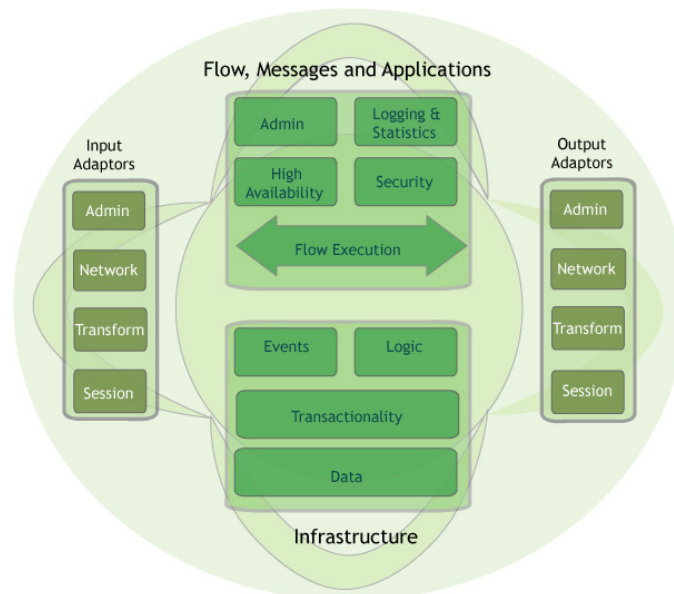 Flow, Messages and Applications
Admin
Logging &
Statistics
High
Availability
Security
Flow Execution
Input
Adaptors
Admin
Network
Transform
Session
Output
Adaptors
Admin
Network
Transform
Session
Events
Logic
Transactionality
Data
Infrastructure